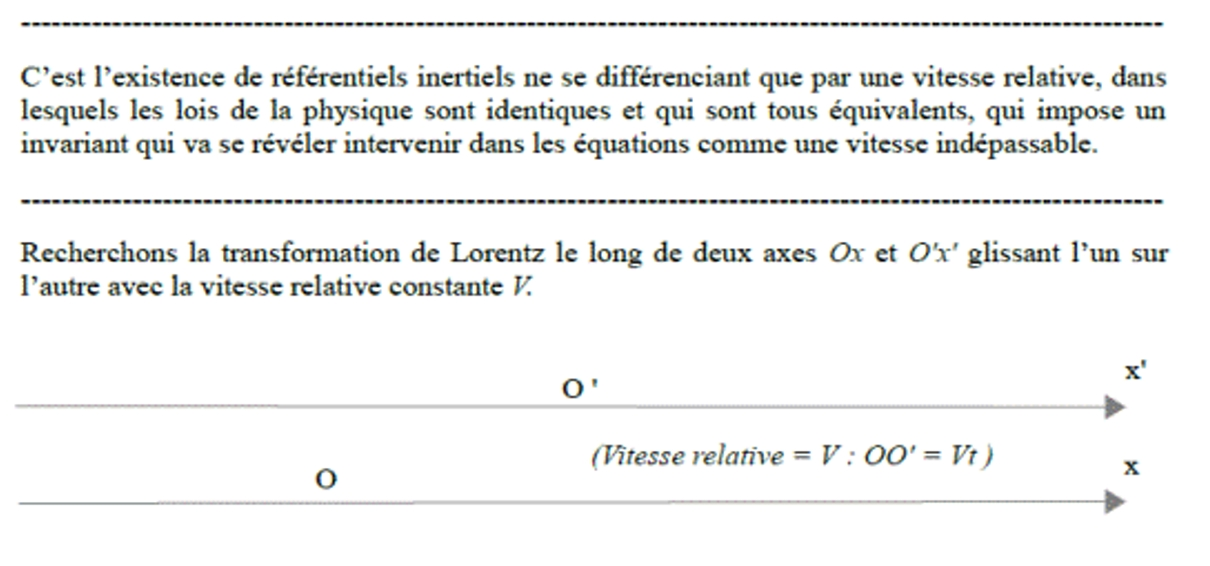 C’est l’existence de référentiels inertiels ne se différenciant que par une vitesse relative, dans
lesquels les lois de la physique sont identiques et qui sont tous équivalents, qui impose un
invariant qui va se révéler intervenir dans les équations comme une vitesse indépassable.
Recherchons la transformation de Lorentz le long de deux axes Ox et O'x' glissant l’un sur
l’autre avec la vitesse relative constante V.
x'
O '
(Vitesse relative = V : OO' = Vt )
x
O